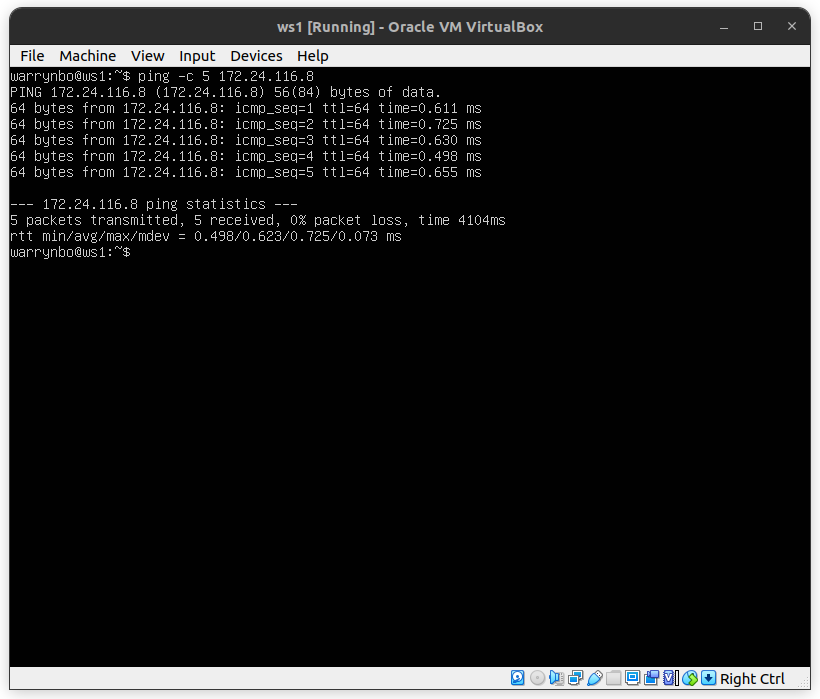 ws1 [Running] - Oracle VM VirtualBox
File Machine View Input Devices Help
warrynbo@ws1:~$ ping -c 5 172.24.116.8
PING 172.24.116.8 (172.24.116.8) 56(84) bytes of data.
64 bytes from 172.24.116.8: icmp_seq=1 ttl=64 time=0.611 ms
64 bytes from 172.24.116.8: icmp_seq=2 ttl=64 time=0.725 ms
64 bytes from 172.24.116.8: icmp_seq=3 ttl=64 time=0.630 ms
64 bytes from 172.24.116.8: icmp_seq=4 ttl=64 time=0.498 ms
64 bytes from 172.24.116.8: icmp_seq=5 ttl=64 time=0.655 ms
--- 172.24.116.8 ping statistics ---
5 packets transmitted, 5 received, 0% packet loss, time 4104ms
rtt min/avg/max/mdev = 0.498/0.623/0.725/0.073 ms
warrynbo@ws1:~$
Right Ctrl